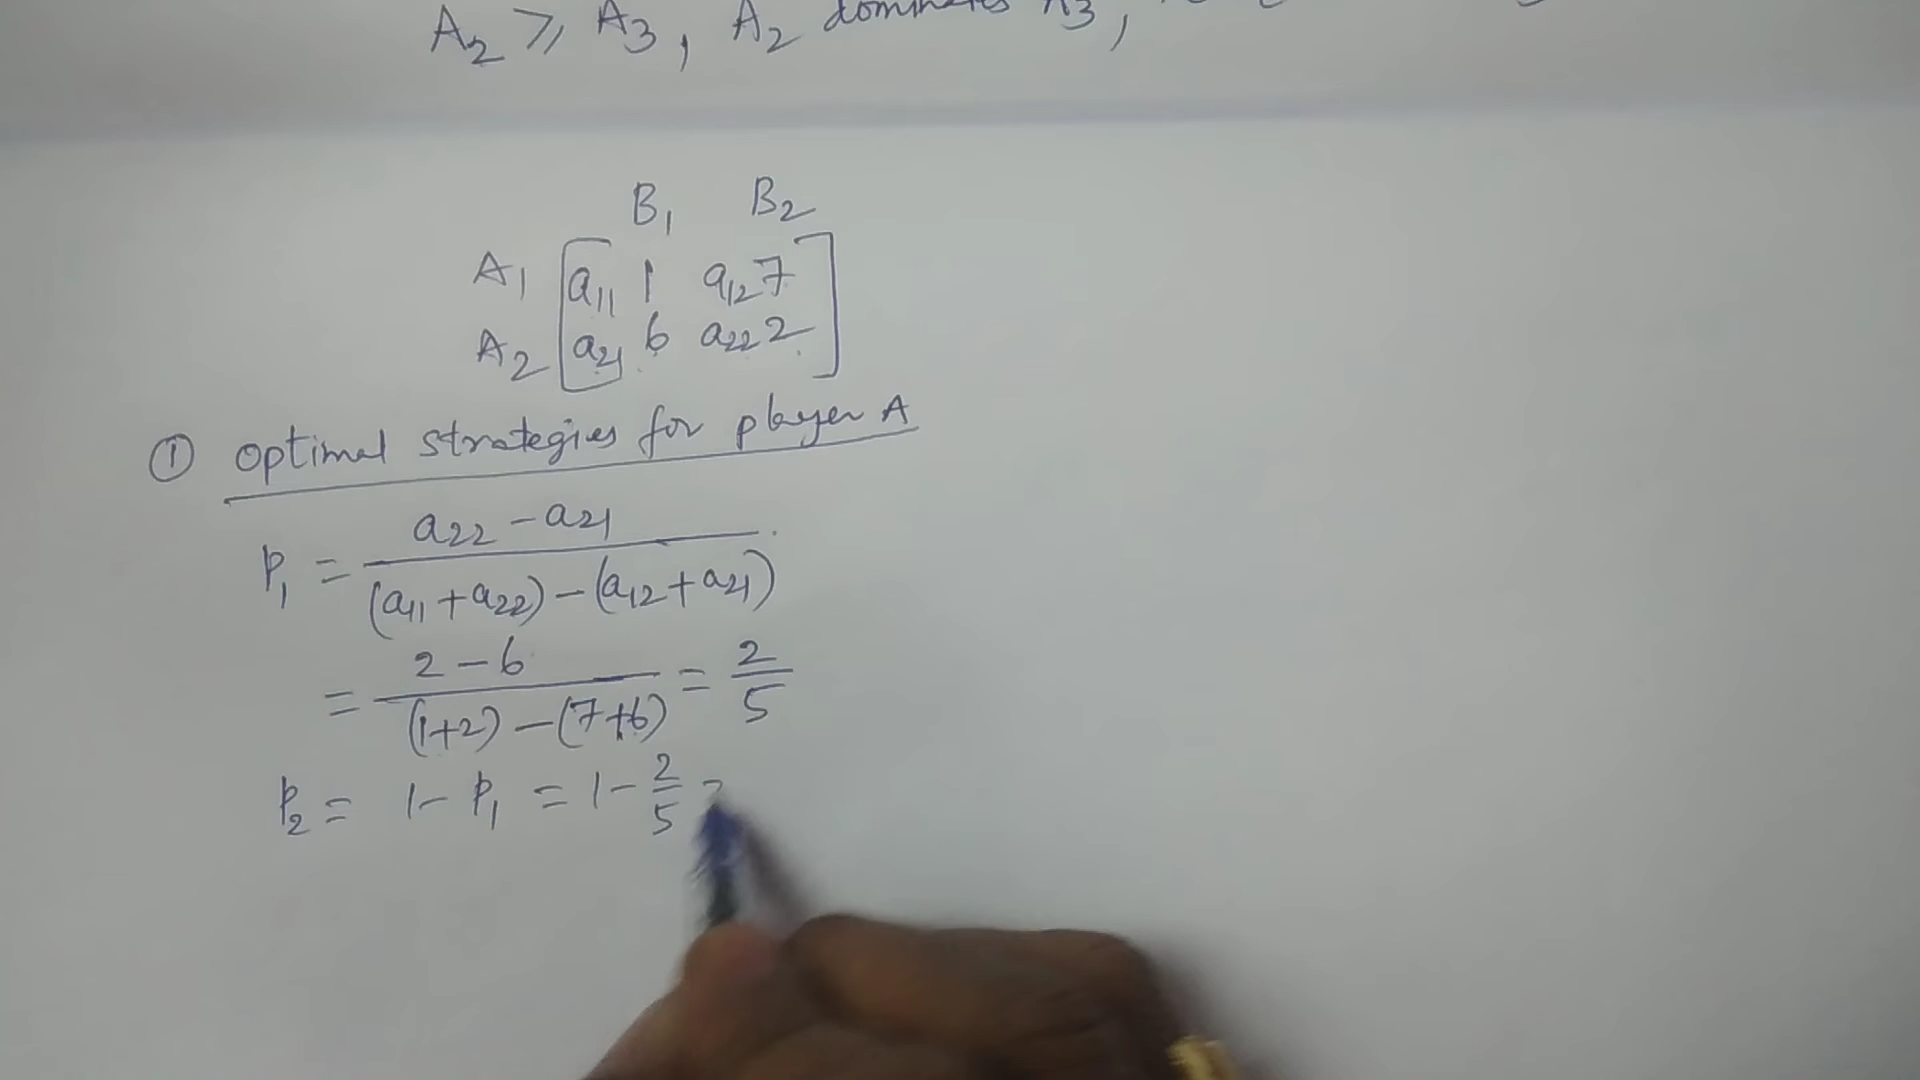 A2 ⩾ A3, A2 dominates A3,
B1 B2
A1 [a11 1 a12 7]
A2 [a21 6 a22 2]
① Optimal strategies for player A
P1 = a22 - a21 / (a11 + a22) - (a12 + a21)
= 2 - 6 / (1+2) - (7+6) = 2/5
P2 = 1 - P1 = 1 - 2/5 =